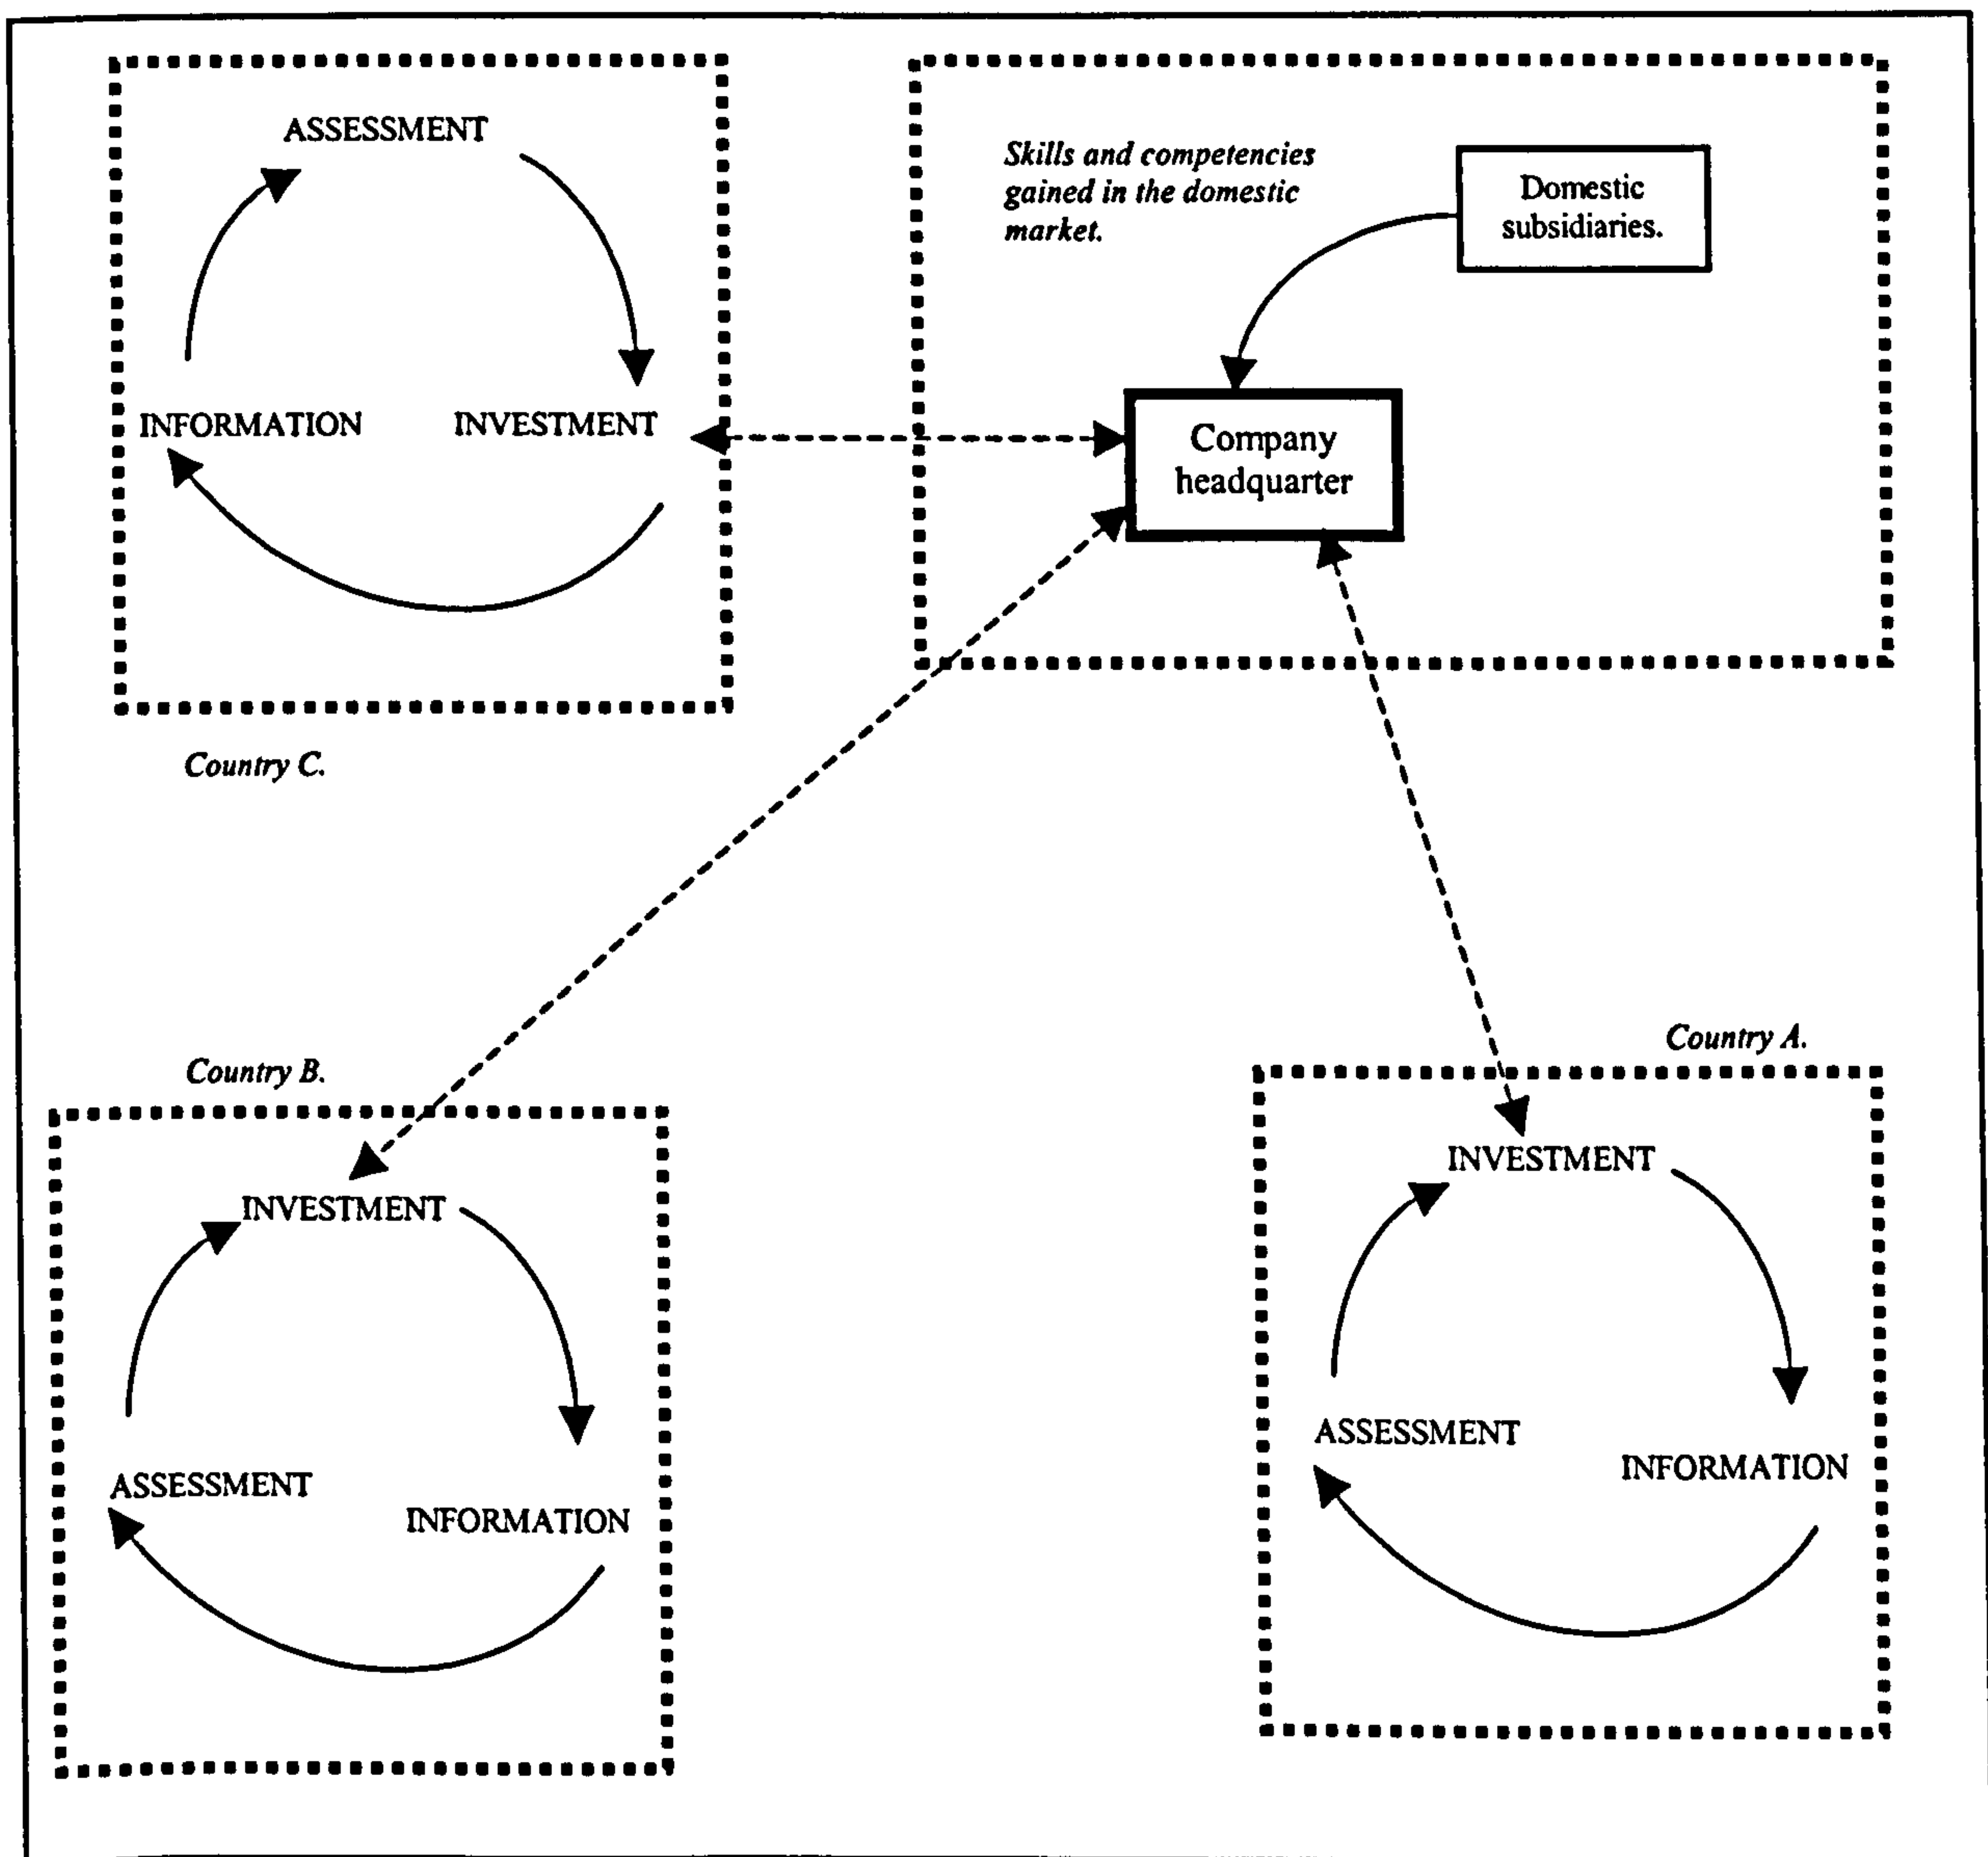 ASSESSMENT
INFORMATION
INVESTMENT
Country C.
Skills and competencies
gained in the domestic
market.
Domestic
subsidiaries.
Company
headquarter
Country B.
INVESTMENT
ASSESSMENT
INFORMATION
Country A.
INVESTMENT
ASSESSMENT
INFORMATION